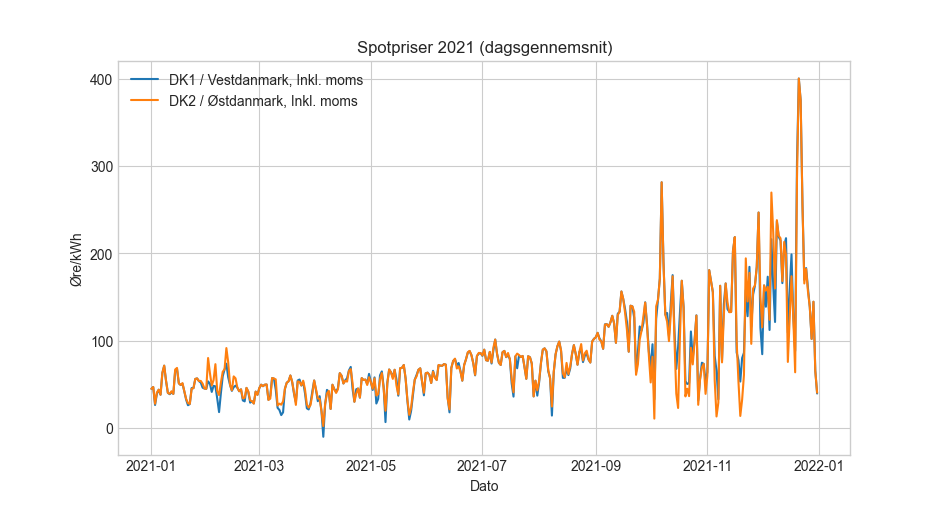 Spotpriser 2021 (dagsgennemsnit)
DK1 / Vestdanmark, Inkl. moms
DK2 / Østdanmark, Inkl. moms
400
300
200
100
0
Øre/kWh
2021-01
2021-03
2021-05
2021-07
2021-09
2021-11
2022-01
Dato